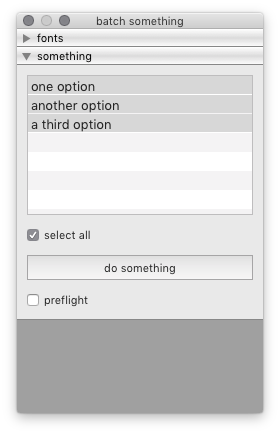 batch something
fonts
something
one option
another option
a third option
select all
do something
preflight